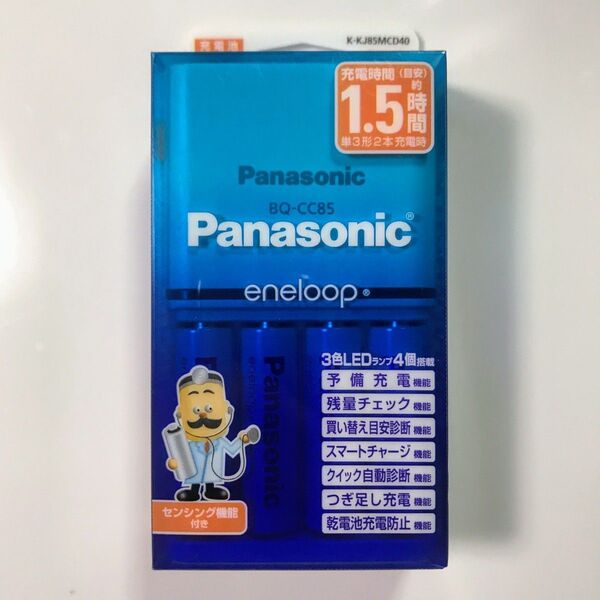 充電池
K-KJ85MCD40
充電時間(目安)
約
1.5時間
単3形2本充電時
Panasonic
BQ-CC85
Panasonic®
eneloop®
3色LEDランプ4個搭載
予備充電機能
残量チェック機能
買い替え目安診断機能
スマートチャージ機能
クイック自動診断機能
つぎ足し充電機能
乾電池充電防止機能
Panasonic
eneloop
センシング機能
付き